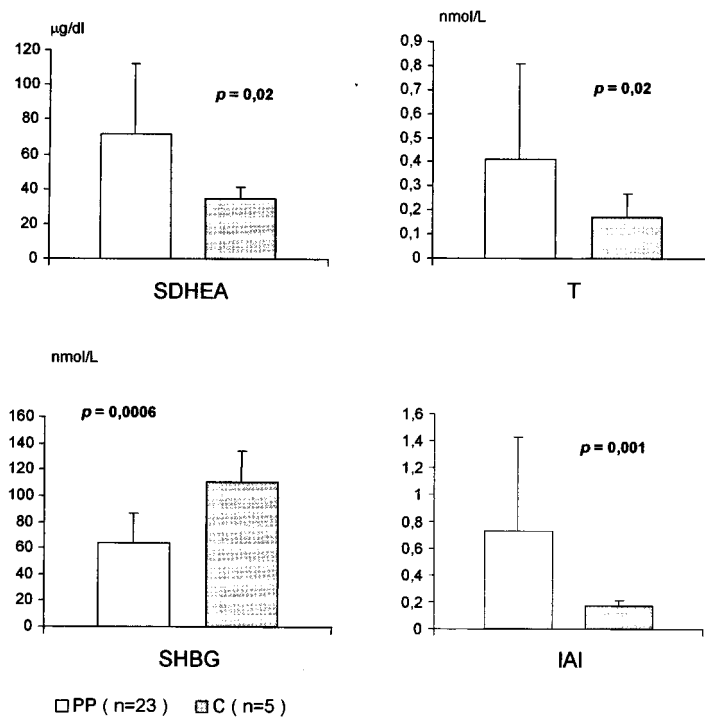 µg/dl
120
100
80
60
40
20
0
p = 0,02
SDHEA
nmol/L
0,9
0,8
0,7
0,6
0,5
0,4
0,3
0,2
0,1
0
p = 0,02
T
nmol/L
160
140
120
100
80
60
40
20
0
p = 0,0006
SHBG
1,6
1,4
1,2
1
0,8
0,6
0,4
0,2
0
p = 0,001
IAI
PP ( n=23 ) C ( n=5 )